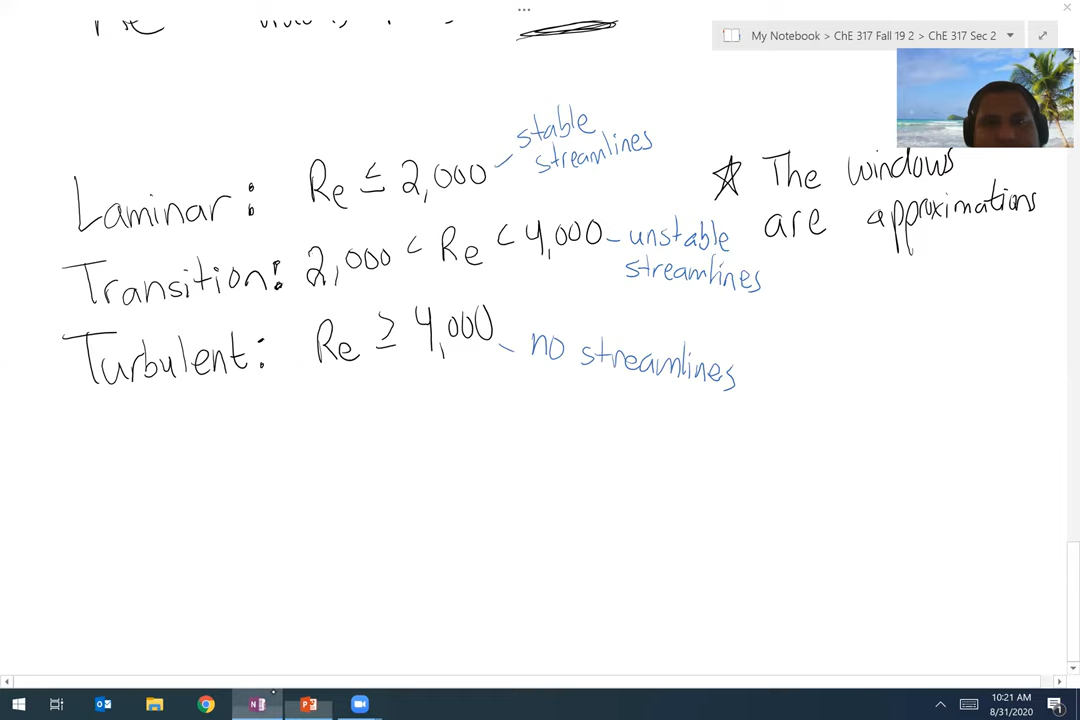 My Notebook > ChE 317 Fall 19 2 > ChE 317 Sec 2
Laminar: Re ≤ 2,000 - stable streamlines
Transition: 2,000 < Re < 4,000 - unstable streamlines
Turbulent: Re ≥ 4,000 - no streamlines
☆ The windows
are approximations
10:21 AM
8/31/2020